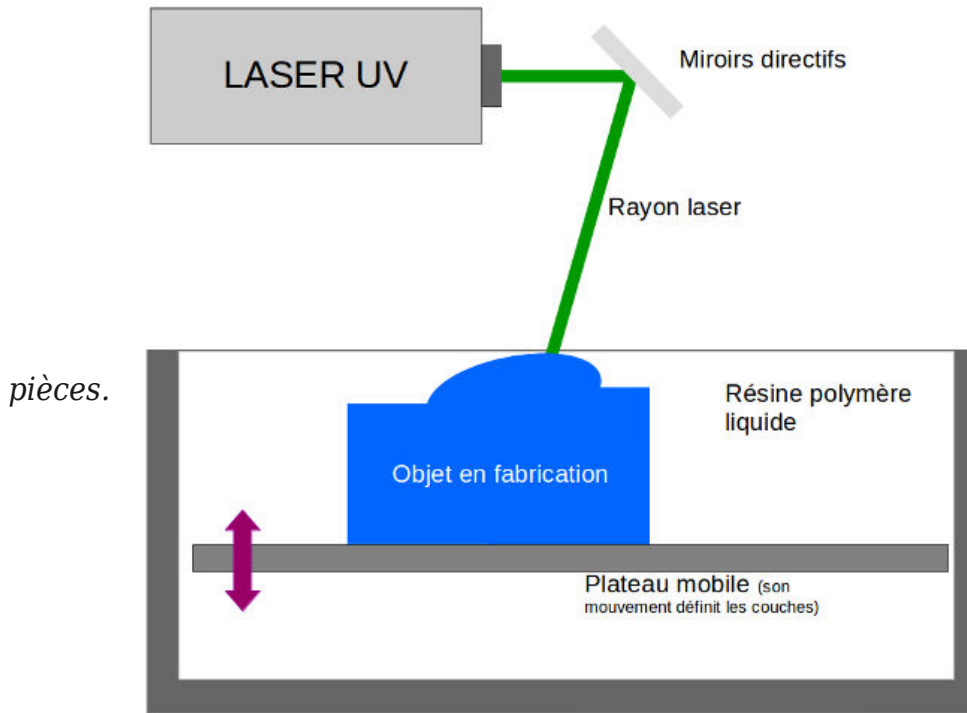 LASER UV
Miroirs directifs
Rayon laser
pièces.
Résine polymère
liquide
Objet en fabrication
Plateau mobile (son
mouvement définit les couches)